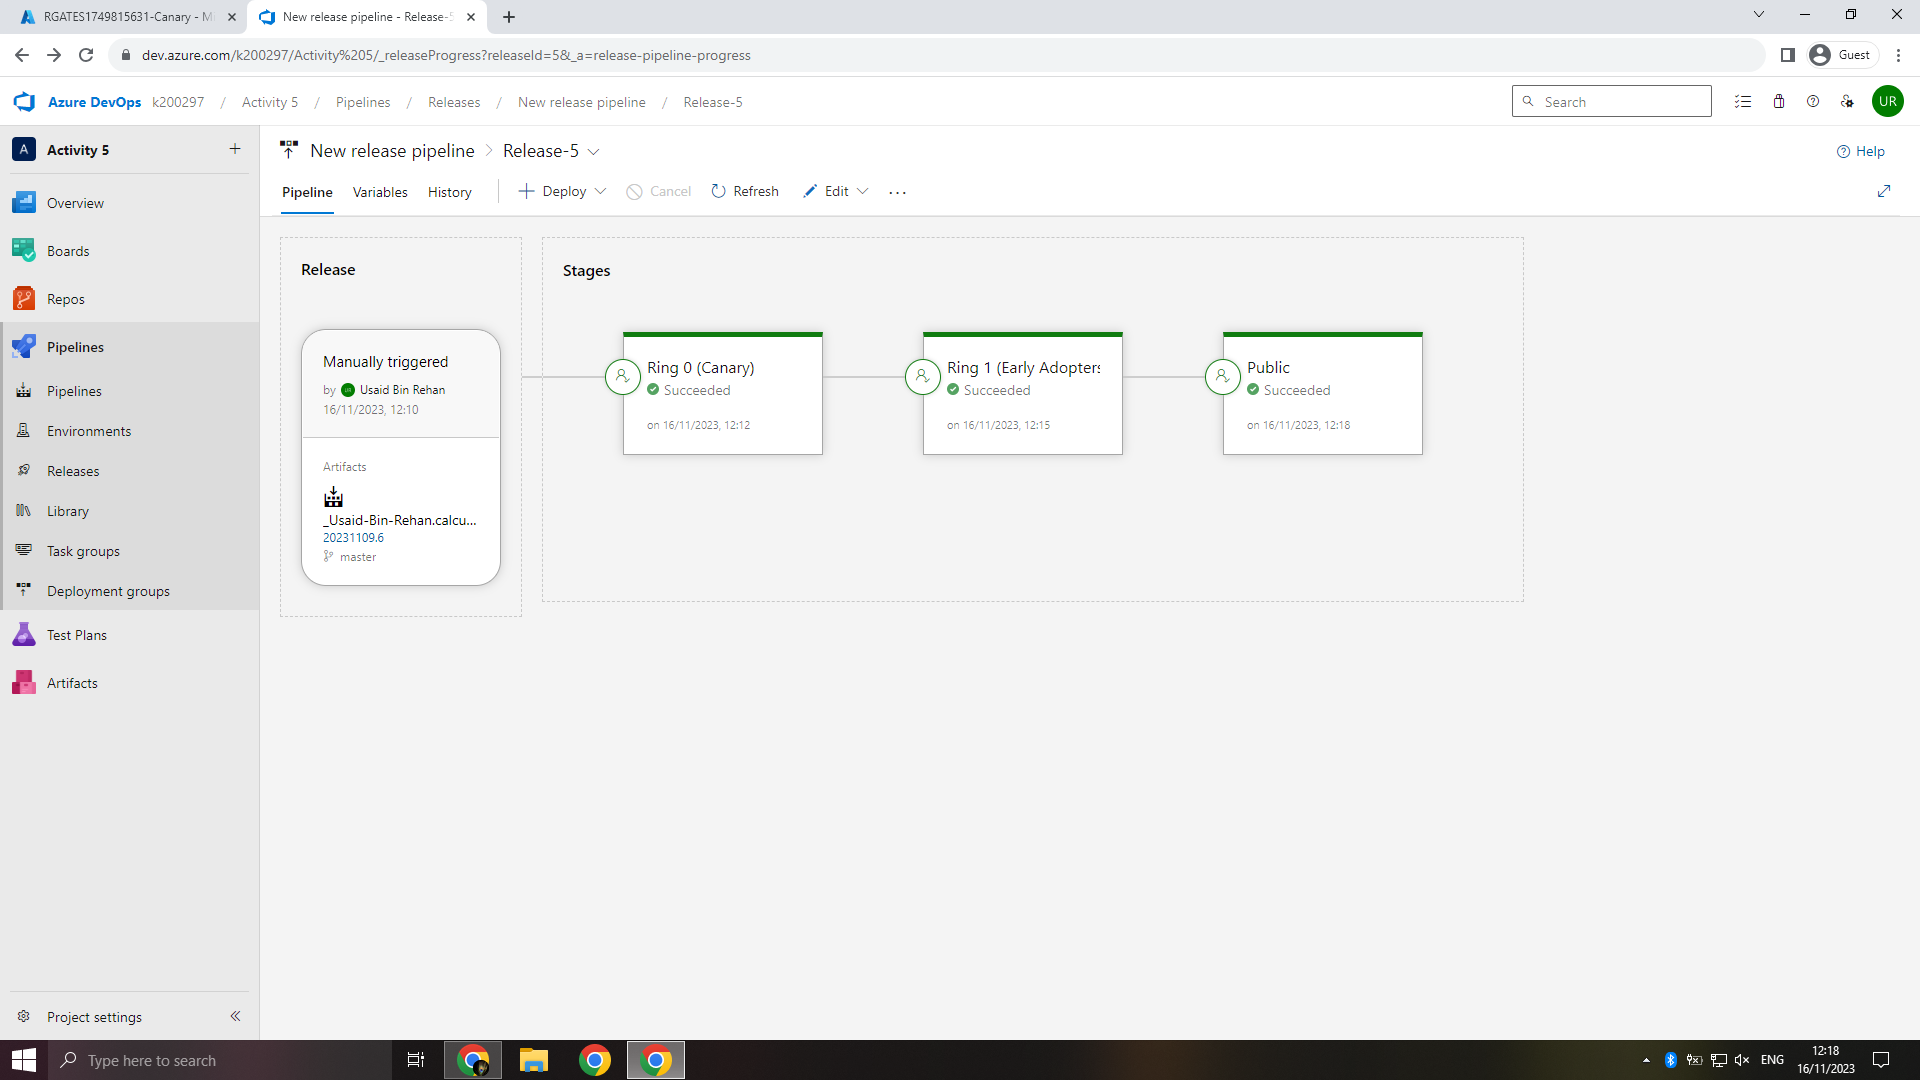 RGATES1749815631-Canary - M
New release pipeline - Release-5
dev.azure.com/k200297/Activity%205/_releaseProgress?releaseId=5&_a=release-pipeline-progress
Guest
Azure DevOps k200297 / Activity 5 / Pipelines / Releases / New release pipeline / Release-5
Search
UR
A Activity 5
New release pipeline > Release-5
Help
Pipeline Variables History Deploy Cancel Refresh Edit ...
Overview
Boards
Repos
Pipelines
Pipelines
Environments
Releases
Library
Task groups
Deployment groups
Test Plans
Artifacts
Project settings
Release
Manually triggered
by UR Usaid Bin Rehan
16/11/2023, 12:10
Artifacts
_Usaid-Bin-Rehan.calcu...
20231109.6
master
Stages
Ring 0 (Canary)
Succeeded
on 16/11/2023, 12:12
Ring 1 (Early Adopters
Succeeded
on 16/11/2023, 12:15
Public
Succeeded
on 16/11/2023, 12:18
Type here to search
ENG
12:18
16/11/2023